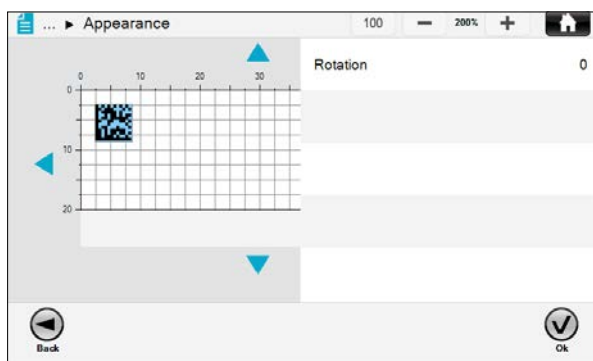 ... ► Appearance 100 — 200% +
Rotation 0
0 10 20 30
0
10
20
Back Ok